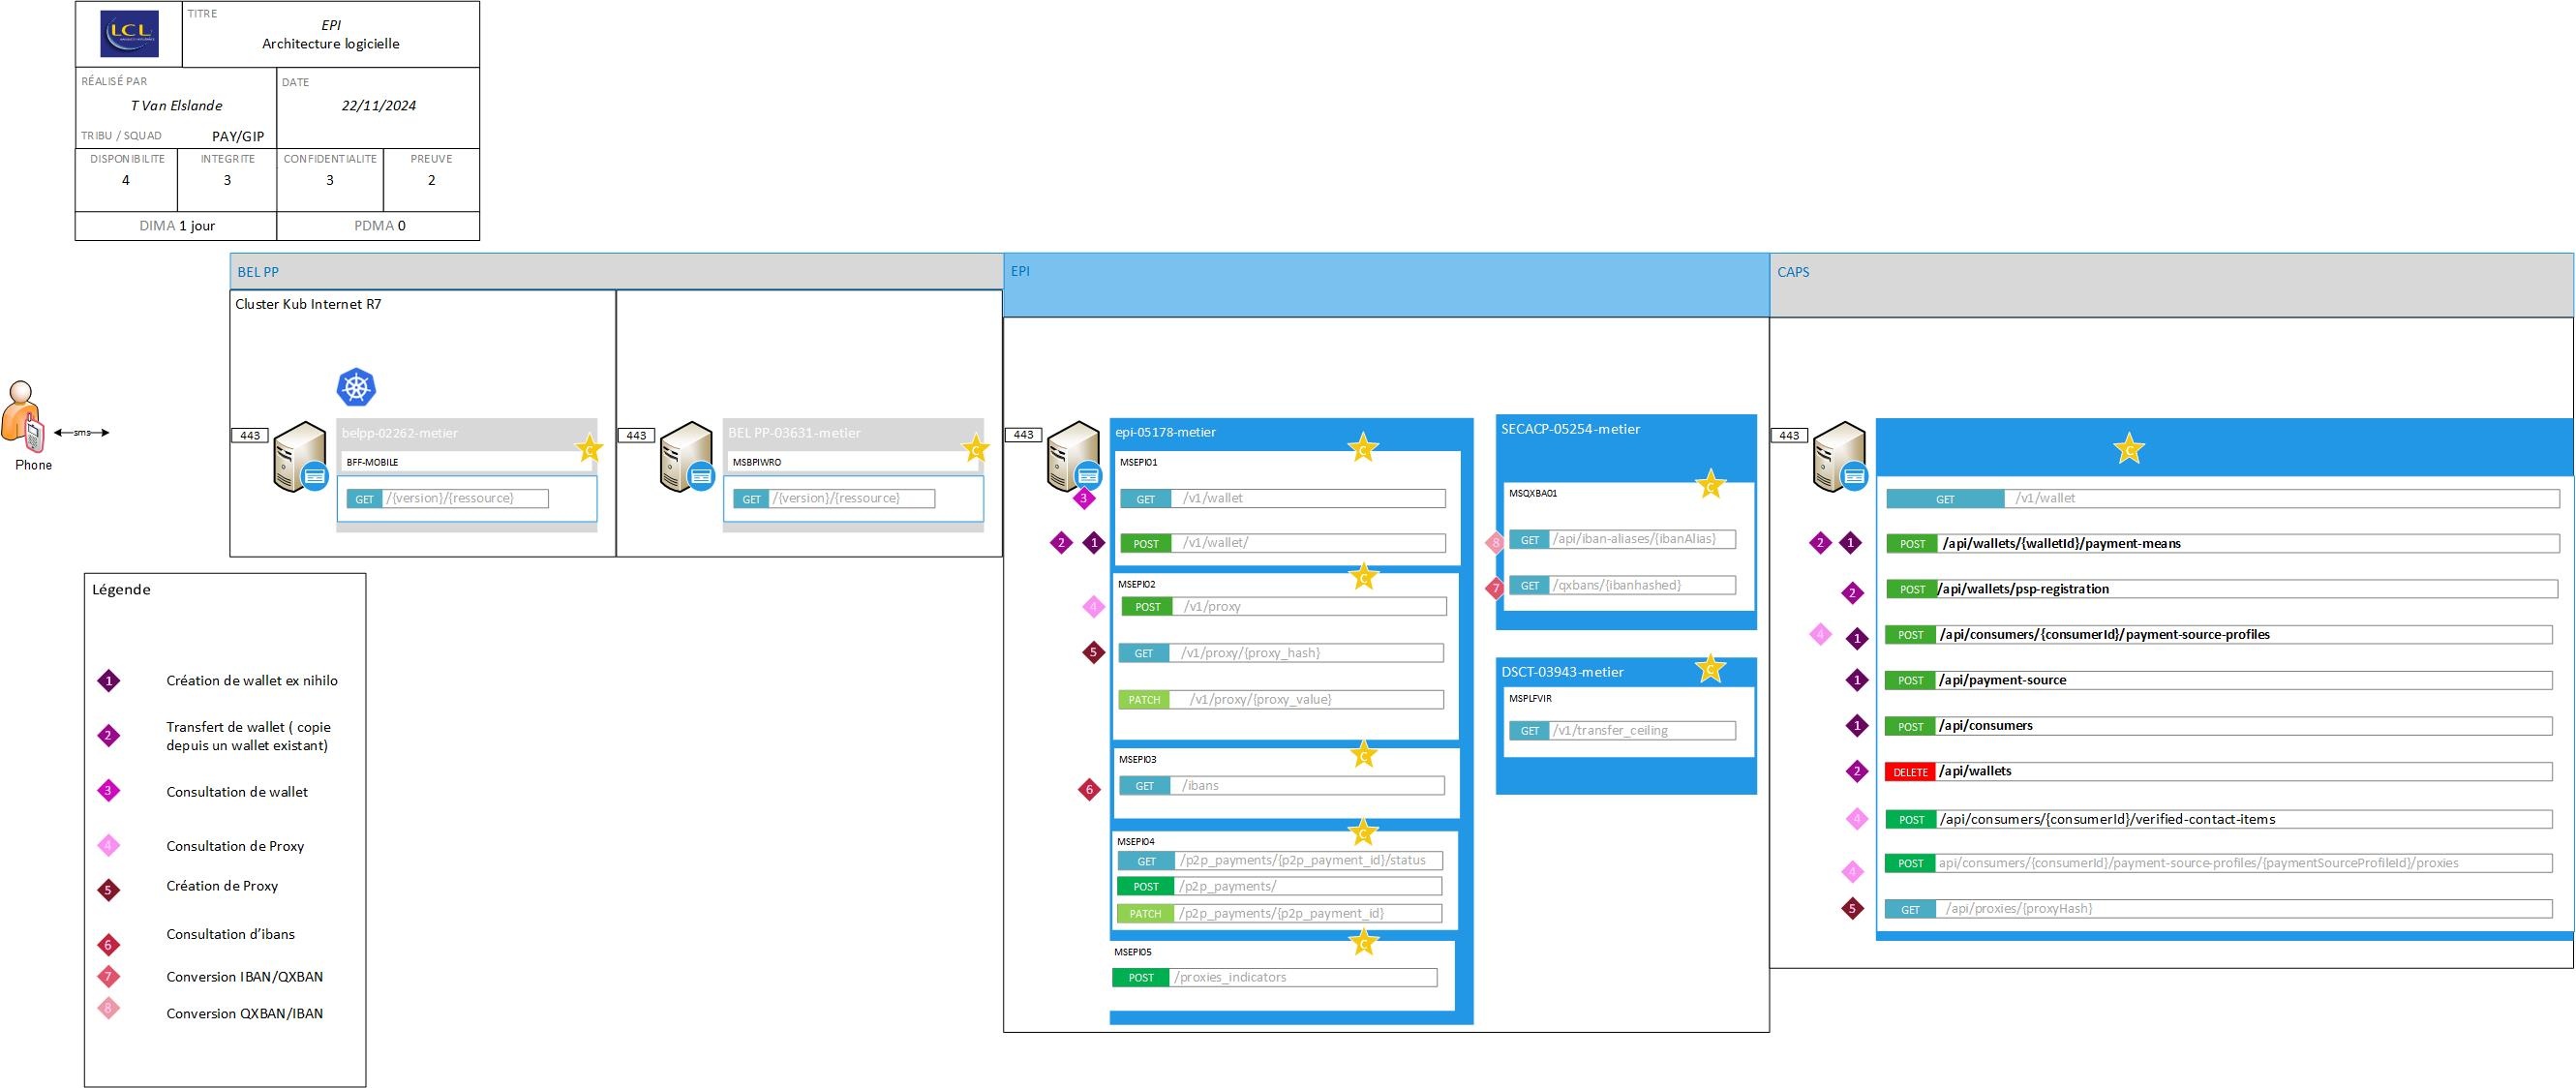 LCL
TITRE
EPI
Architecture logicielle
RÉALISÉ PAR
T Van Elslande
DATE
22/11/2024
TRIBU / SQUAD
PAY/GIP
DISPONIBILITE
4
INTEGRITE
3
CONFIDENTIALITE
3
PREUVE
2
DIMA 1 jour
PDMA 0
BEL PP
EPI
CAPS
Cluster Kub Internet R7
sms
Phone
443
belpp-02262-metier
C
BFF-MOBILE
GET /{version}/{ressource}
443
BEL PP-03631-metier
C
MSBPIWRO
GET /{version}/{ressource}
443
epi-05178-metier
C
MSEPI01
3
GET /v1/wallet
2 1 POST /v1/wallet/
C
MSEPI02
4 POST /v1/proxy
5 GET /v1/proxy/{proxy_hash}
PATCH /v1/proxy/{proxy_value}
C
MSEPI03
6 GET /ibans
C
MSEPI04
GET /p2p_payments/{p2p_payment_id}/status
POST /p2p_payments/
PATCH /p2p_payments/{p2p_payment_id}
C
MSEPI05
POST /proxies_indicators
SECACP-05254-metier
C
MSQXBA01
8 GET /api/iban-aliases/{ibanAlias}
7 GET /qxbans/{ibanhashed}
DSCT-03943-metier
C
MSPLFVIR
GET /v1/transfer_ceiling
443
C
GET /v1/wallet
2 1 POST /api/wallets/{walletId}/payment-means
2 POST /api/wallets/psp-registration
4 1 POST /api/consumers/{consumerId}/payment-source-profiles
1 POST /api/payment-source
1 POST /api/consumers
2 DELETE /api/wallets
4 POST /api/consumers/{consumerId}/verified-contact-items
4 POST api/consumers/{consumerId}/payment-source-profiles/{paymentSourceProfileId}/proxies
5 GET /api/proxies/{proxyHash}
Légende
1 Création de wallet ex nihilo
2 Transfert de wallet ( copie
depuis un wallet existant)
3 Consultation de wallet
4 Consultation de Proxy
5 Création de Proxy
6 Consultation d'ibans
7 Conversion IBAN/QXBAN
8 Conversion QXBAN/IBAN